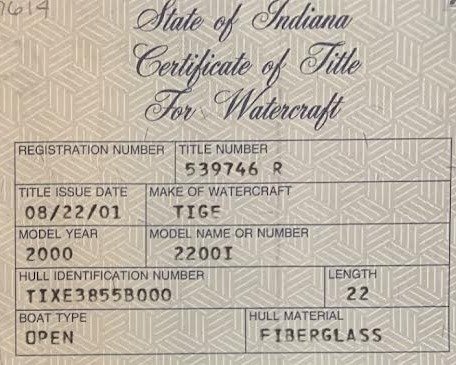 9614
State of Indiana
Certificate of Title
For Watercraft
REGISTRATION NUMBER TITLE NUMBER
539746 R
TITLE ISSUE DATE MAKE OF WATERCRAFT
08/22/01 TIGE
MODEL YEAR MODEL NAME OR NUMBER
2000 2200I
HULL IDENTIFICATION NUMBER LENGTH
TIXE3855B000 22
BOAT TYPE HULL MATERIAL
OPEN FIBERGLASS